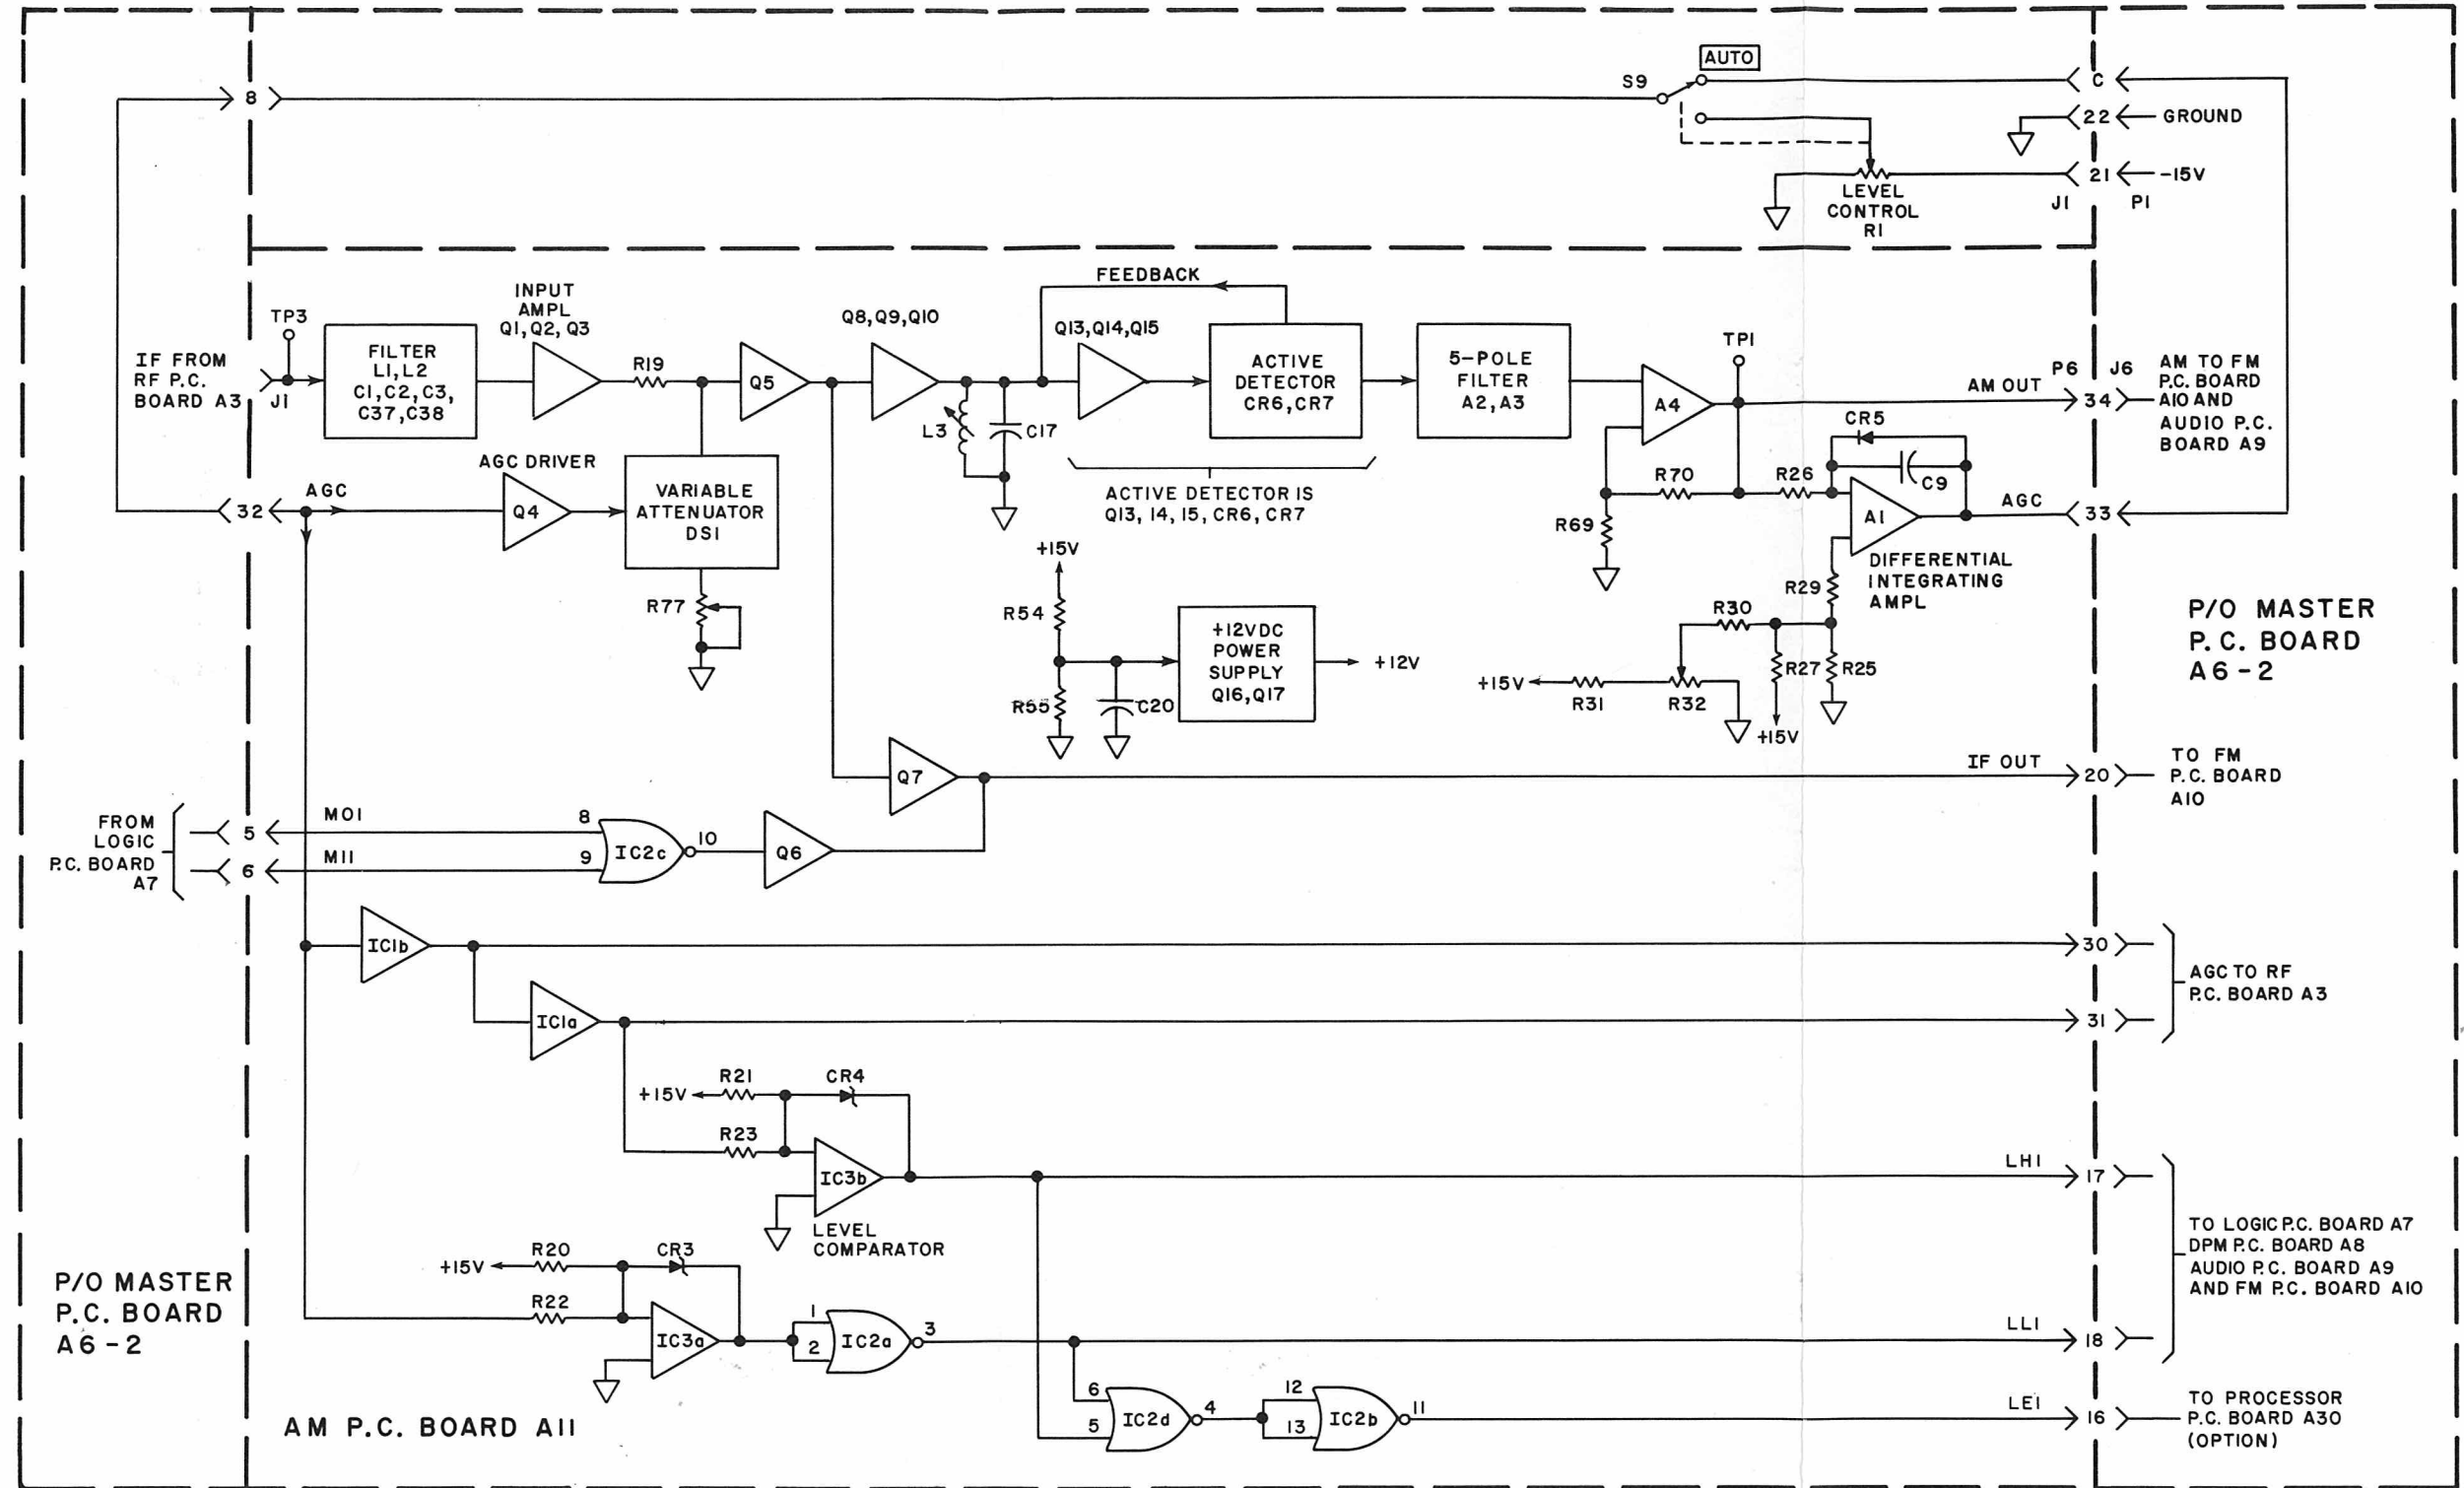 AUTO
S9
8
C
22
GROUND
21
-15V
LEVEL
CONTROL
R1
J1
P1
FEEDBACK
INPUT
AMPL
Q1, Q2, Q3
Q8, Q9, Q10
Q13, Q14, Q15
TP3
IF FROM
RF P.C.
BOARD A3
J1
FILTER
L1, L2
C1, C2, C3,
C37, C38
R19
Q5
L3
C17
ACTIVE
DETECTOR
CR6, CR7
5-POLE
FILTER
A2, A3
TP1
A4
AM OUT
P6
J6
34
AM TO FM
P.C. BOARD
A10 AND
AUDIO P.C.
BOARD A9
CR5
C9
R70
R26
R69
A1
AGC
33
DIFFERENTIAL
INTEGRATING
AMPL
ACTIVE DETECTOR IS
Q13, 14, 15, CR6, CR7
AGC DRIVER
32
AGC
Q4
VARIABLE
ATTENUATOR
DS1
R77
+15V
R54
R55
C20
+12VDC
POWER
SUPPLY
Q16, Q17
+12V
R29
R30
R27
R25
+15V
R31
R32
+15V
P/O MASTER
P.C. BOARD
A6-2
Q7
IF OUT
20
TO FM
P.C. BOARD
A10
FROM
LOGIC
P.C. BOARD
A7
5
6
MO1
MI1
8
9
IC2c
10
Q6
IC1b
30
IC1a
31
AGC TO RF
P.C. BOARD A3
+15V
R21
CR4
R23
IC3b
LEVEL
COMPARATOR
LH1
17
TO LOGIC P.C. BOARD A7
DPM P.C. BOARD A8
AUDIO P.C. BOARD A9
AND FM P.C. BOARD A10
+15V
R20
CR3
R22
IC3a
1
2
IC2a
3
LL1
18
6
5
IC2d
4
12
13
IC2b
11
LE1
16
TO PROCESSOR
P.C. BOARD A30
(OPTION)
P/O MASTER
P.C. BOARD
A6-2
AM P.C. BOARD A11